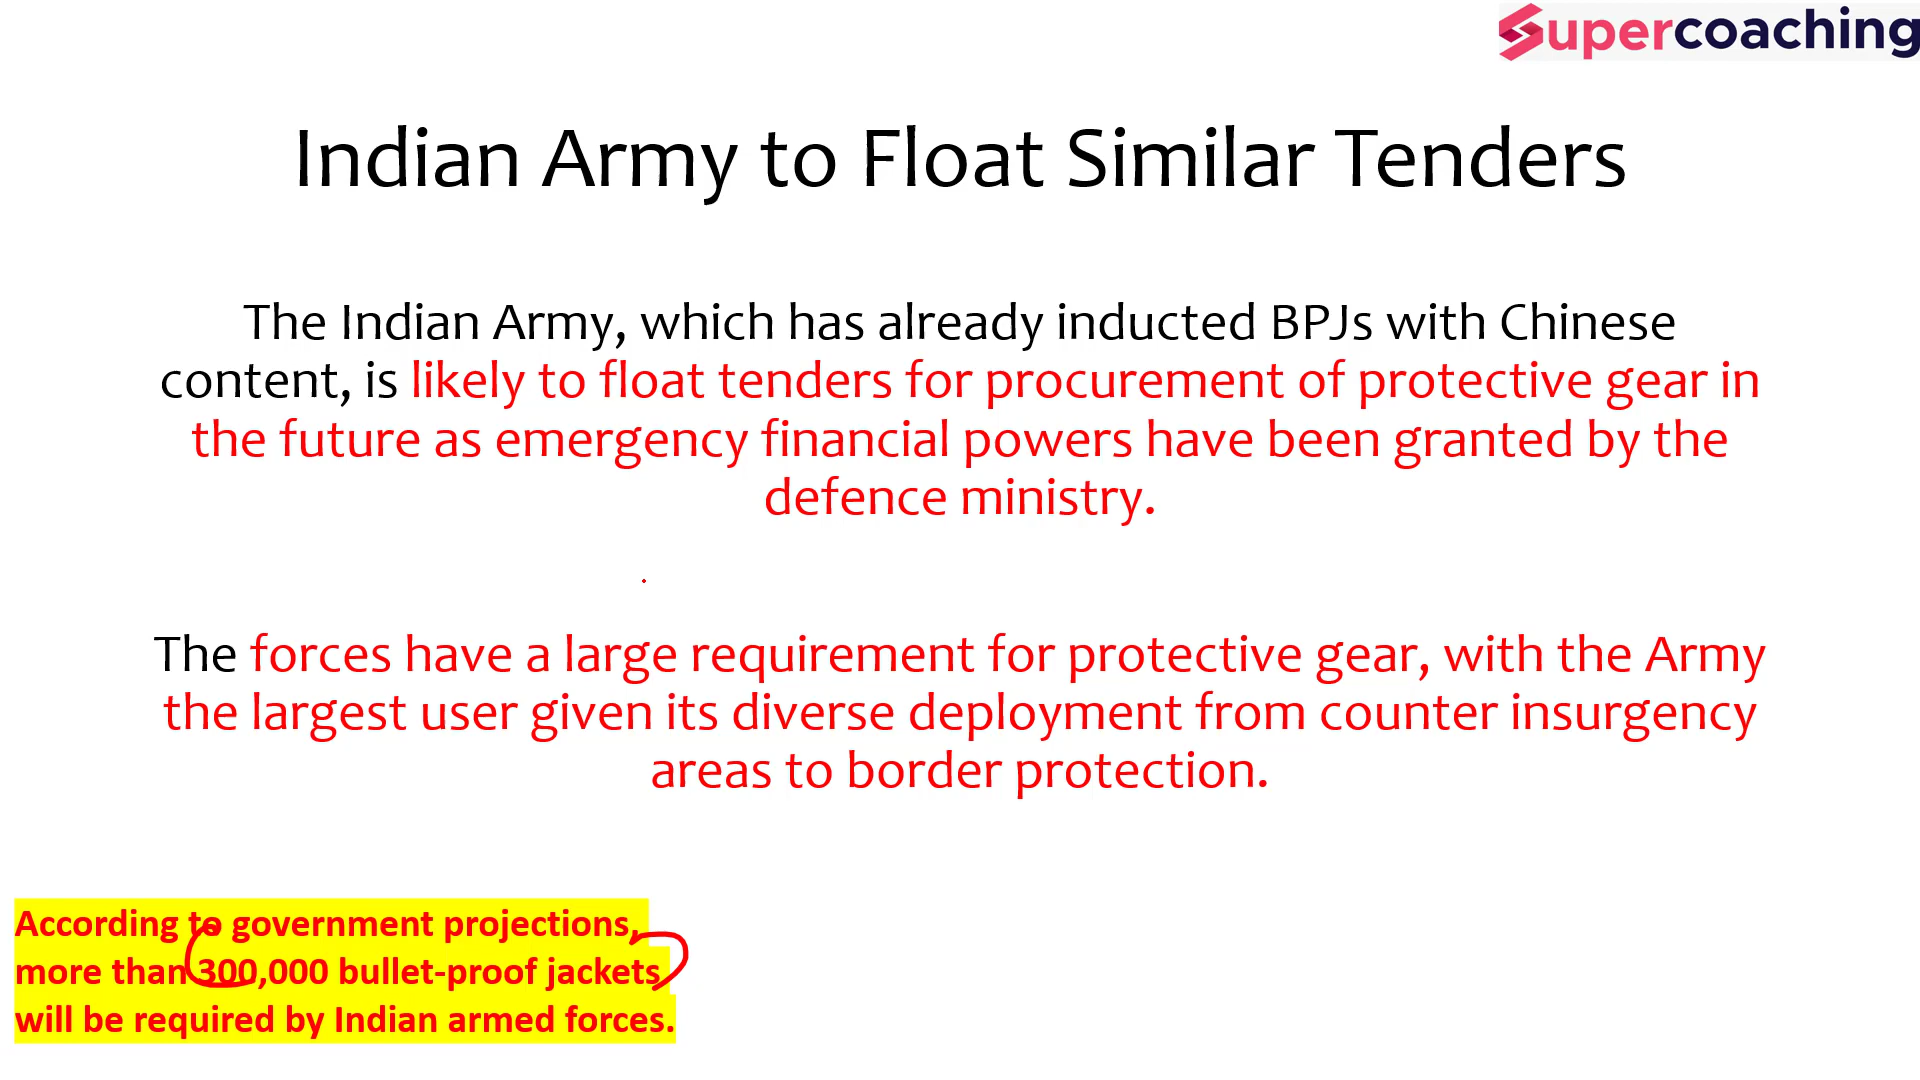 Supercoaching
Indian Army to Float Similar Tenders
The Indian Army, which has already inducted BPJs with Chinese
content, is likely to float tenders for procurement of protective gear in
the future as emergency financial powers have been granted by the
defence ministry.
The forces have a large requirement for protective gear, with the Army
the largest user given its diverse deployment from counter insurgency
areas to border protection.
According to government projections,
more than 300,000 bullet-proof jackets
will be required by Indian armed forces.